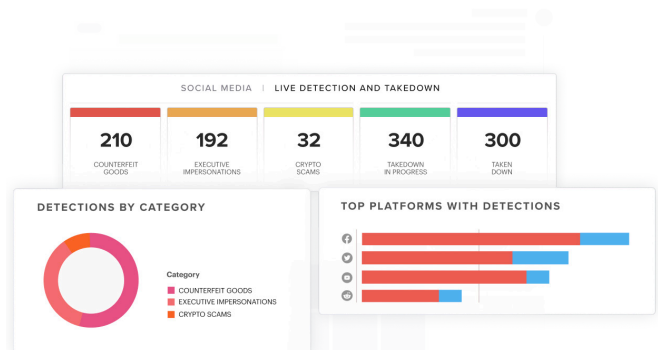 SOCIAL MEDIA | LIVE DETECTION AND TAKEDOWN
210
COUNTERFEIT
GOODS
192
EXECUTIVE
IMPERSONATIONS
32
CRYPTO
SCAMS
340
TAKEDOWN
IN PROGRESS
300
TAKEN
DOWN
DETECTIONS BY CATEGORY
Category
COUNTERFEIT GOODS
EXECUTIVE IMPERSONATIONS
CRYPTO SCAMS
TOP PLATFORMS WITH DETECTIONS